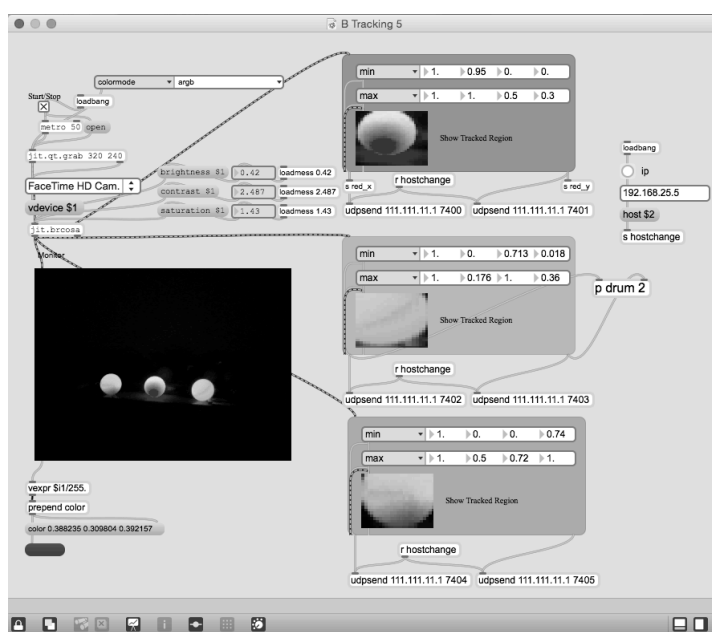 B Tracking 5
colormode argb
Start/Stop
loadbang
metro 50 open
jit.qt.grab 320 240
FaceTime HD Cam.
vdevice $1
jit.brcosa
brightness $1 0.42 loadmess 0.42
contrast $1 2.487 loadmess 2.487
saturation $1 1.43 loadmess 1.43
Monitor
vexpr $i1/255.
prepend color
color 0.388235 0.309804 0.392157
min 1. 0.95 0. 0.
max 1. 1. 0.5 0.3
Show Tracked Region
s red_x r hostchange s red_y
udpsend 111.111.11.1 7400 udpsend 111.111.11.1 7401
min 1. 0. 0.713 0.018
max 1. 0.176 1. 0.36
Show Tracked Region
r hostchange
udpsend 111.111.11.1 7402 udpsend 111.111.11.1 7403
min 1. 0. 0. 0.74
max 1. 0.5 0.72 1.
Show Tracked Region
r hostchange
udpsend 111.111.11.1 7404 udpsend 111.111.11.1 7405
loadbang
ip
192.168.25.5
host $2
s hostchange
p drum 2